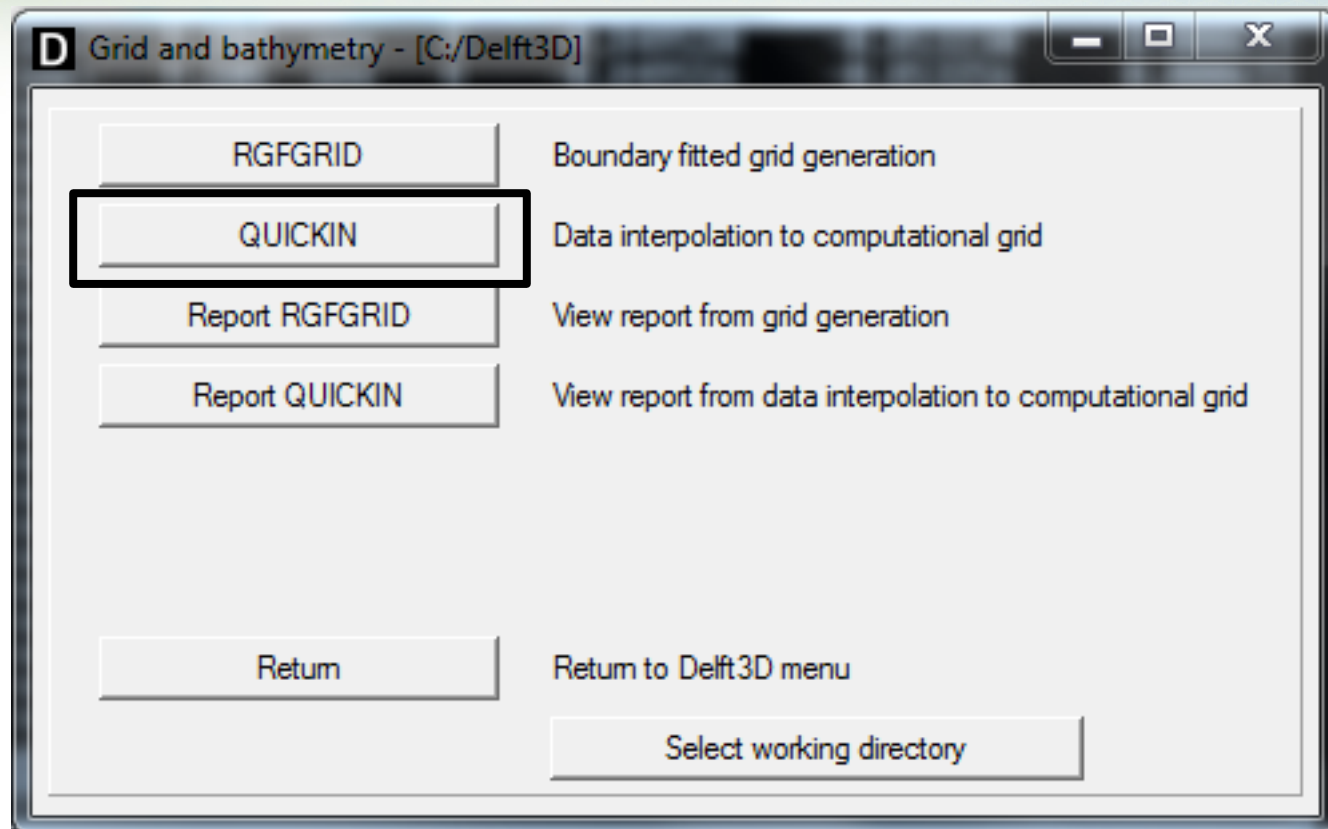 D Grid and bathymetry - [C:/Delft3D]
RGFGRID Boundary fitted grid generation
QUICKIN Data interpolation to computational grid
Report RGFGRID View report from grid generation
Report QUICKIN View report from data interpolation to computational grid
Return Return to Delft3D menu
Select working directory